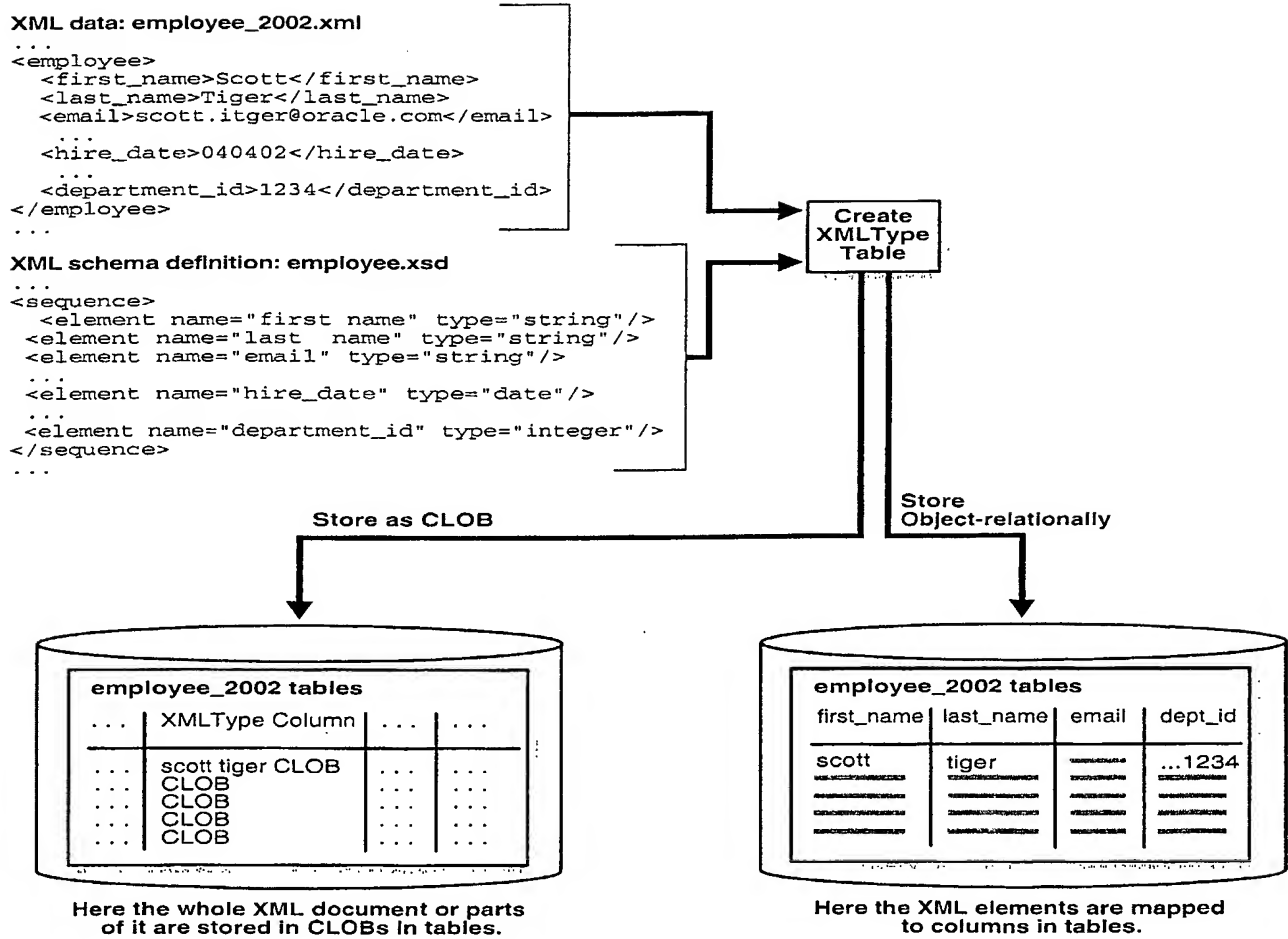 XML data: employee_2002.xml
. . .
<employee>
<first_name>Scott</first_name>
<last_name>Tiger</last_name>
<email>scott.itger@oracle.com</email>
. . .
<hire_date>040402</hire_date>
. . .
<department_id>1234</department_id>
</employee>
. . .
XML schema definition: employee.xsd
. . .
<sequence>
<element name="first name" type="string"/>
<element name="last name" type="string"/>
<element name="email" type="string"/>
. . .
<element name="hire_date" type="date"/>
. . .
<element name="department_id" type="integer"/>
</sequence>
. . .
Create
XMLType
Table
Store as CLOB
Store
Object-relationally
employee_2002 tables
. . . XMLType Column . . . . . .
. . . scott tiger CLOB . . . . . .
. . . CLOB . . . . . .
. . . CLOB . . . . . .
. . . CLOB . . . . . .
. . . CLOB . . . . . .
Here the whole XML document or parts
of it are stored in CLOBs in tables.
employee_2002 tables
first_name last_name email dept_id
scott tiger ...1234
Here the XML elements are mapped
to columns in tables.